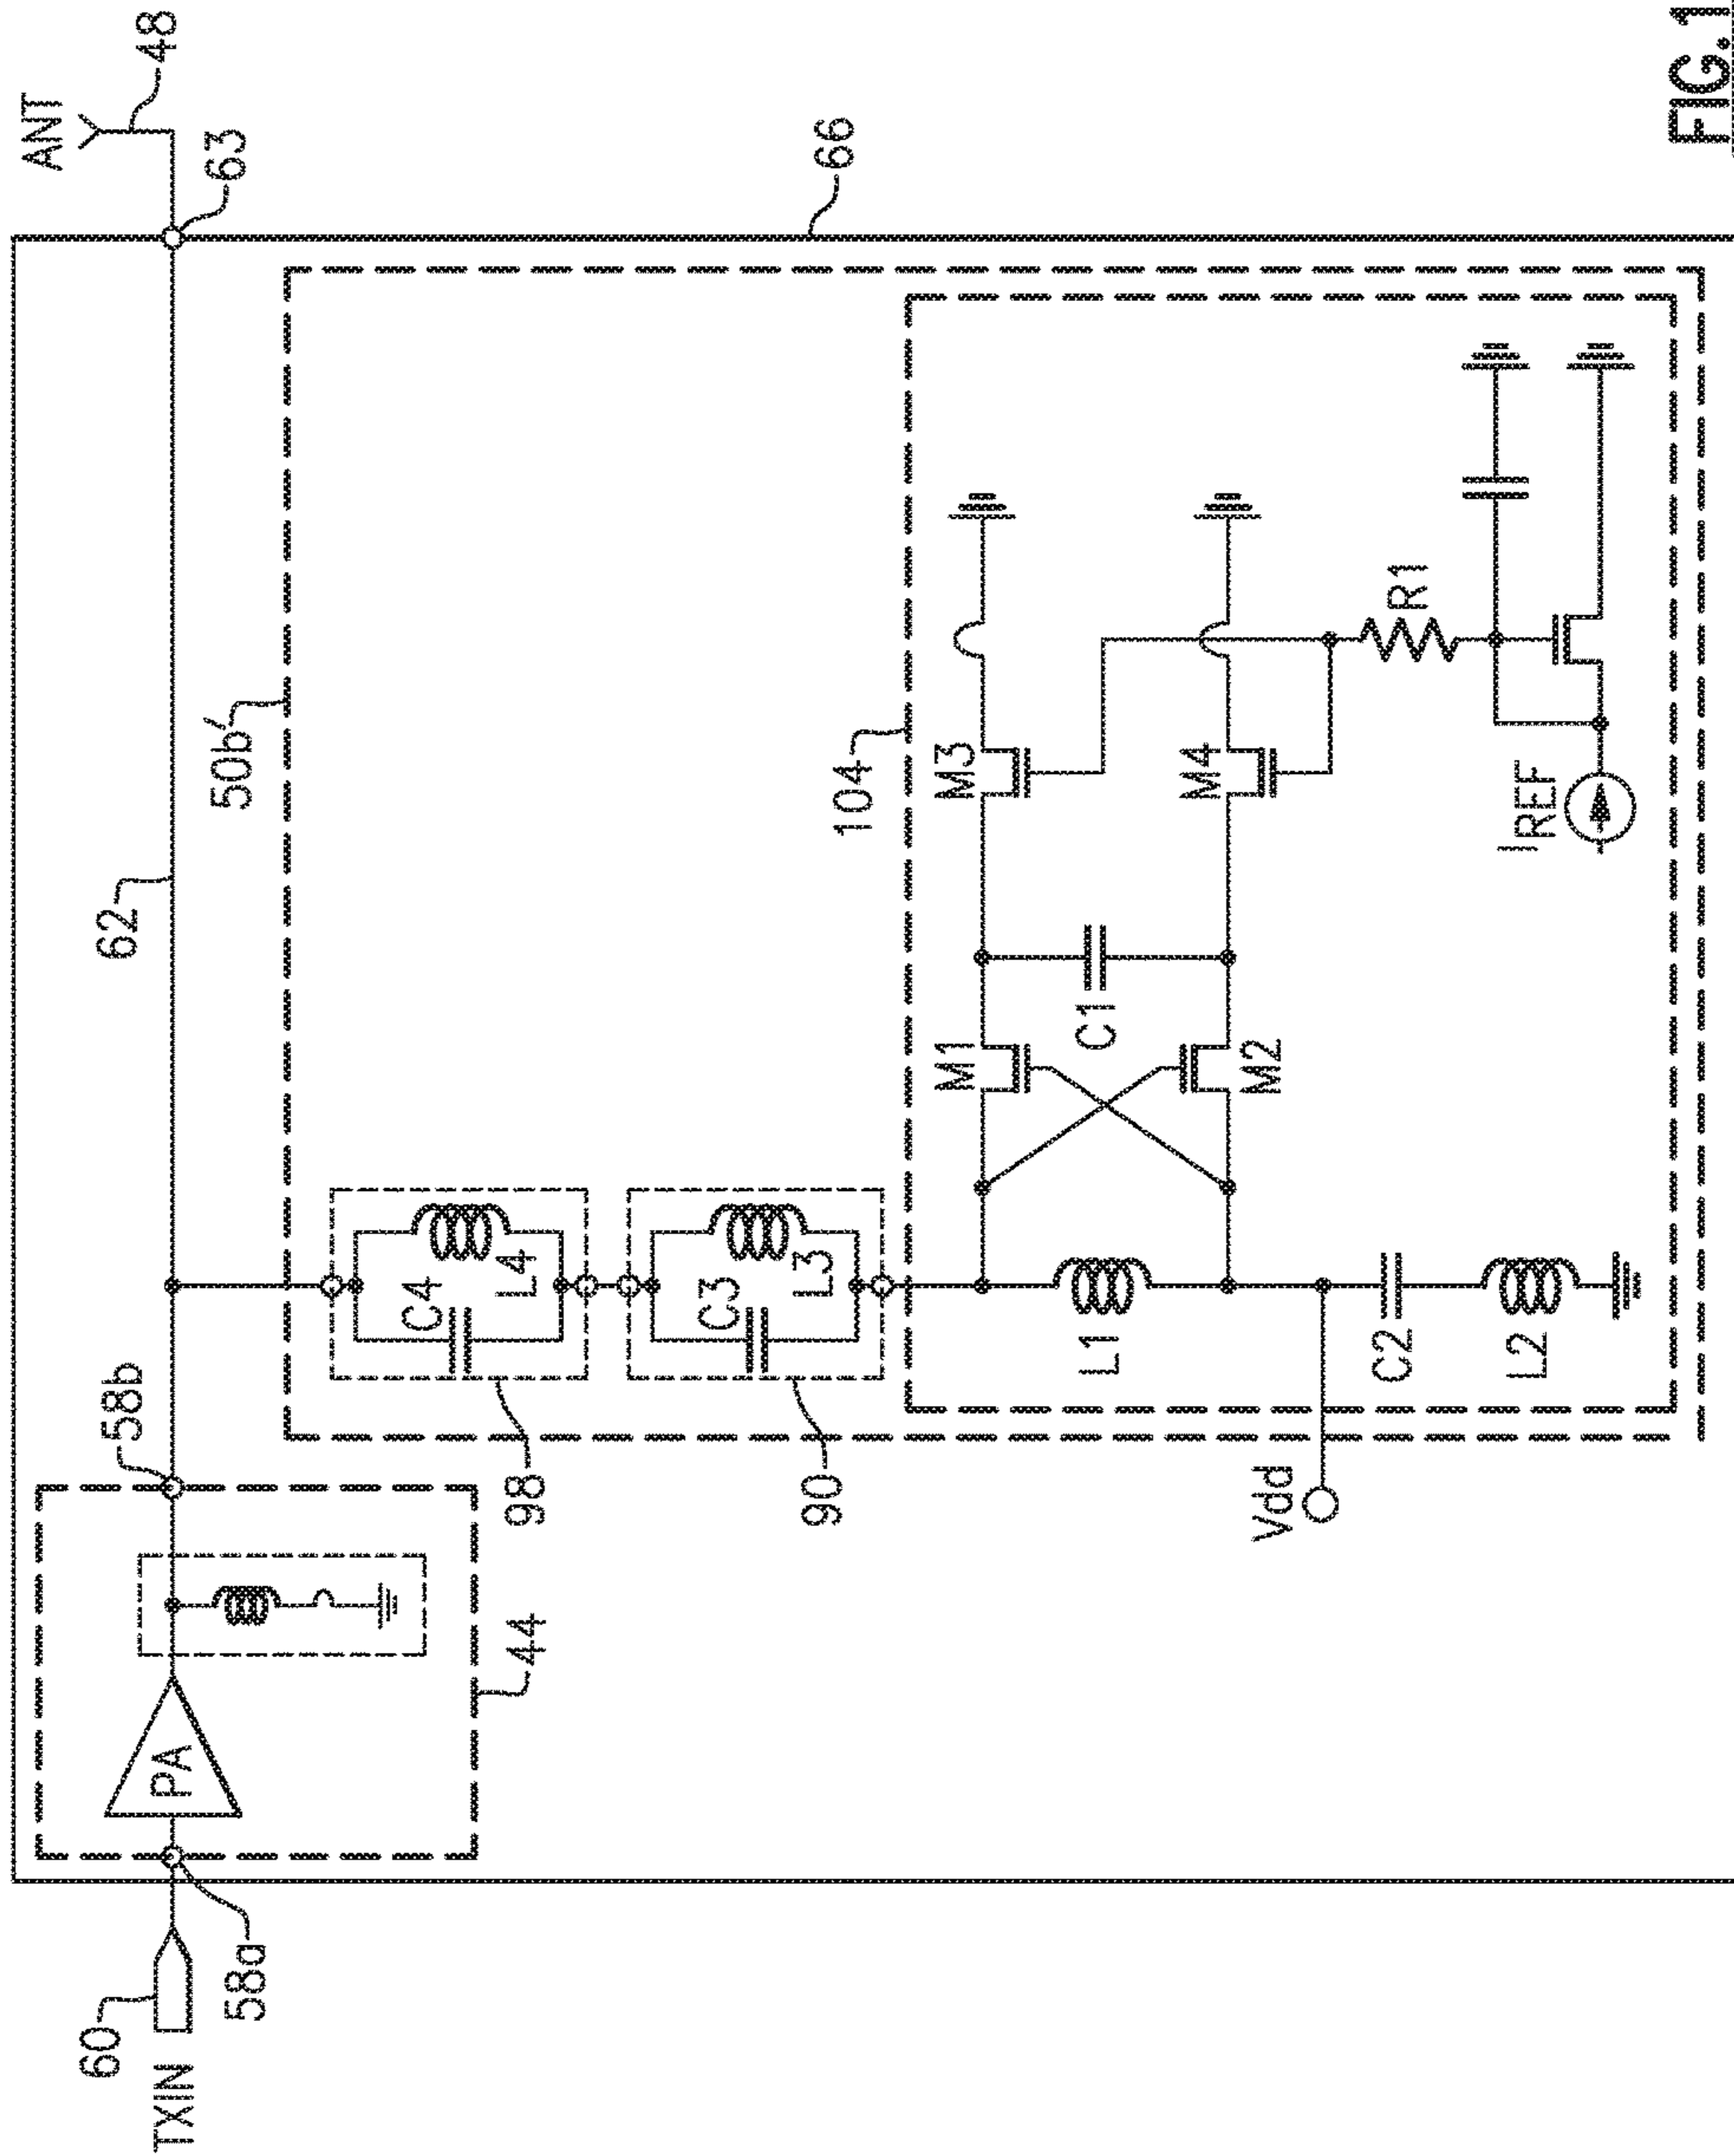 60
TXIN
58a
PA
44
58b
62
ANT
48
63
66
50b′
C4
L4
98
C3
L3
90
104
M1
M3
C1
M2
M4
L1
R1
Vdd
C2
L2
IREF
FIG.1